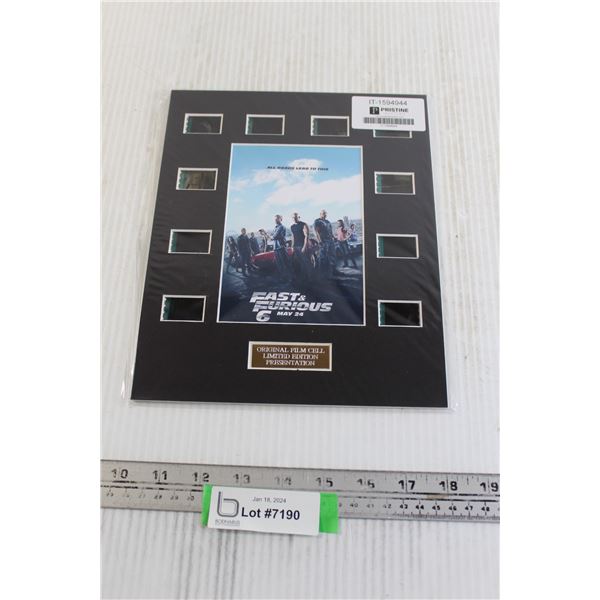 IT-1594944
PRISTINE
ALL ROADS LEAD TO THIS
FAST &
FURIOUS
6 MAY 24
ORIGINAL FILM CELL
LIMITED EDITION
PRESENTATION
10 11 12 13 14 15 16 17 18 19
Jan 18, 2024
Lot #7190
b
BODNARUS